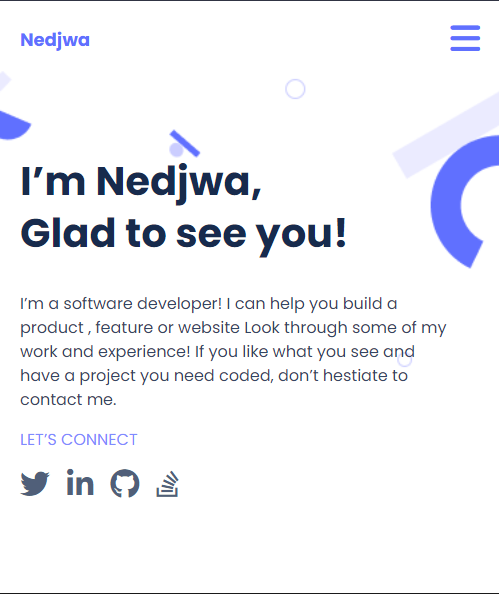 Nedjwa
I’m Nedjwa,
Glad to see you!
I’m a software developer! I can help you build a
product , feature or website Look through some of my
work and experience! If you like what you see and
have a project you need coded, don’t hestiate to
contact me.
LET’S CONNECT